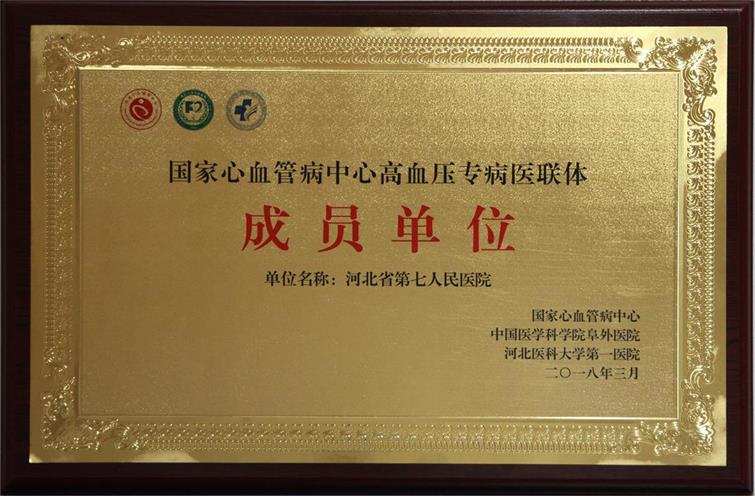 国家心血管病中心高血压专病医联体
成员单位
单位名称：河北省第七人民医院
国家心血管病中心
中国医学科学院阜外医院
河北医科大学第一医院
二〇一八年三月